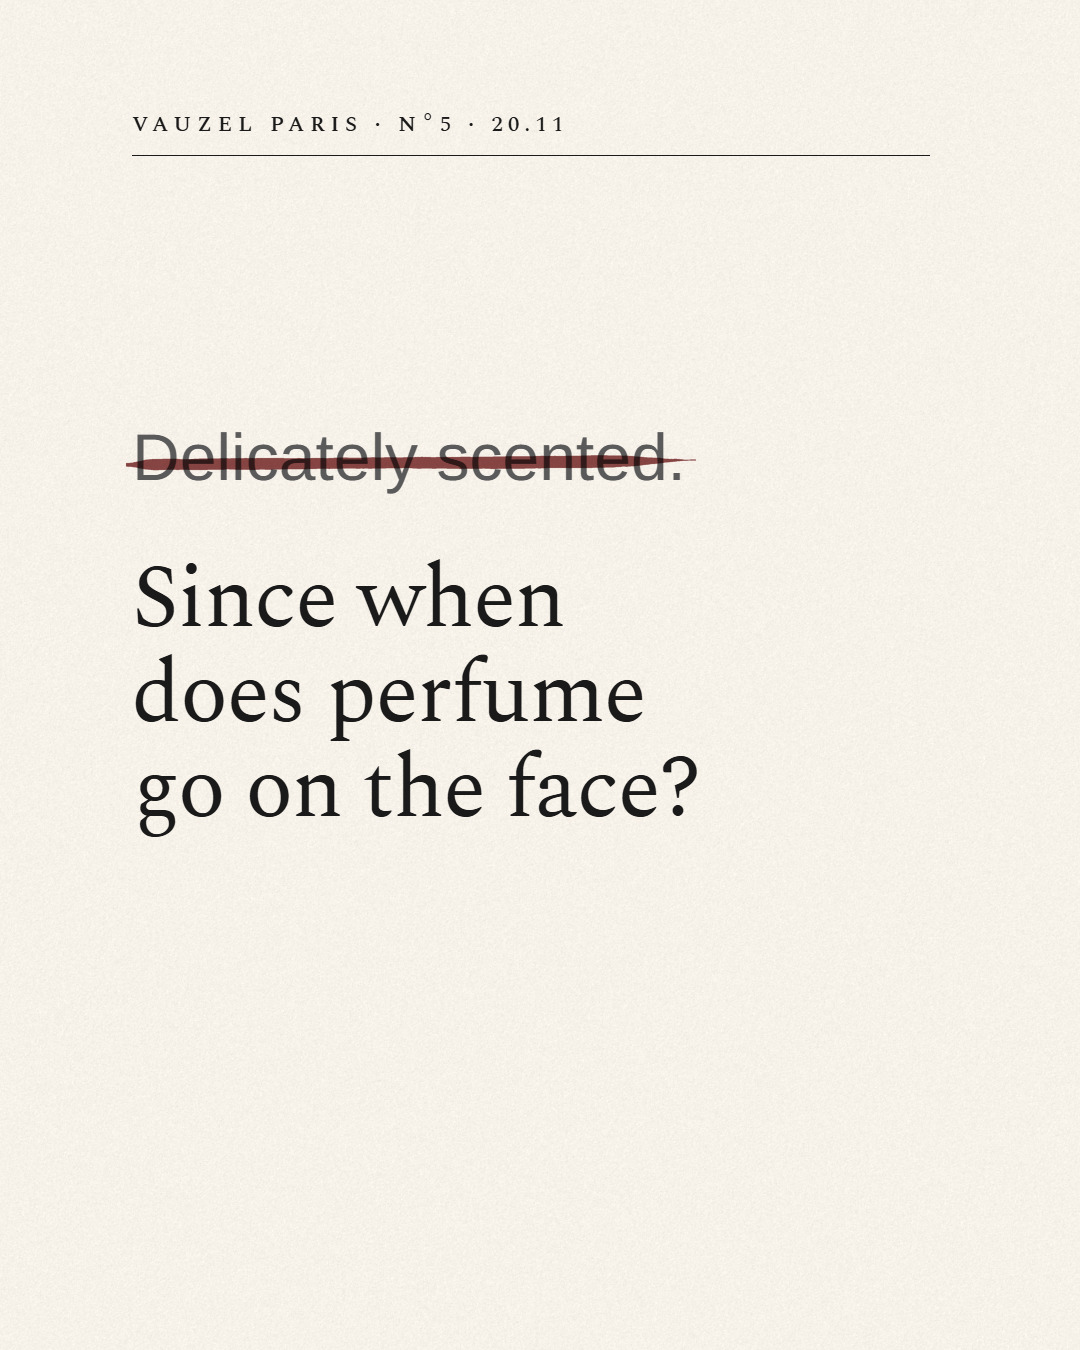 VAUZEL PARIS · N°5 · 20.11
Delicately scented.
Since when
does perfume
go on the face?